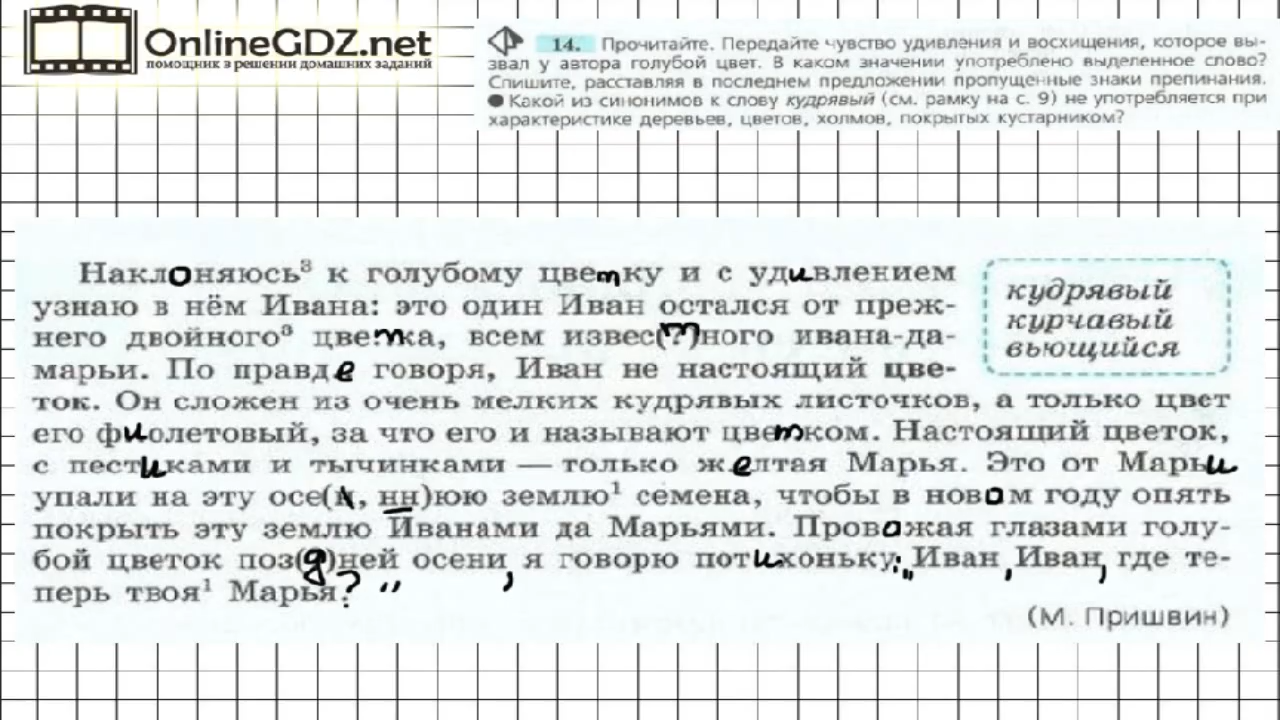 OnlineGDZ.net
помощник в решении домашних заданий
14. Прочитайте. Передайте чувство удивления и восхищения, которое вы-
звал у автора голубой цвет. В каком значении употреблено выделенное слово?
Спишите, расставляя в последнем предложении пропущенные знаки препинания.
● Какой из синонимов к слову кудрявый (см. рамку на с. 9) не употребляется при
характеристике деревьев, цветов, холмов, покрытых кустарником?
Наклоняюсь³ к голубому цветку и с удивлением
узнаю в нём Ивана: это один Иван остался от преж-
него двойного³ цветка, всем извес(т)ного ивана-да-
марьи. По правде говоря, Иван не настоящий цве-
ток. Он сложен из очень мелких кудрявых листочков, а только цвет
его фиолетовый, за что его и называют цветком. Настоящий цветок,
с пестиками и тычинками — только желтая Марья. Это от Марьи
упали на эту осе(н, нн)юю землю¹ семена, чтобы в новом году опять
покрыть эту землю Иванами да Марьями. Провожая глазами голу-
бой цветок поз(д)ней осени, я говорю потихоньку: „Иван, Иван, где те-
перь твоя¹ Марья?"
(М. Пришвин)
кудрявый
курчавый
вьющийся